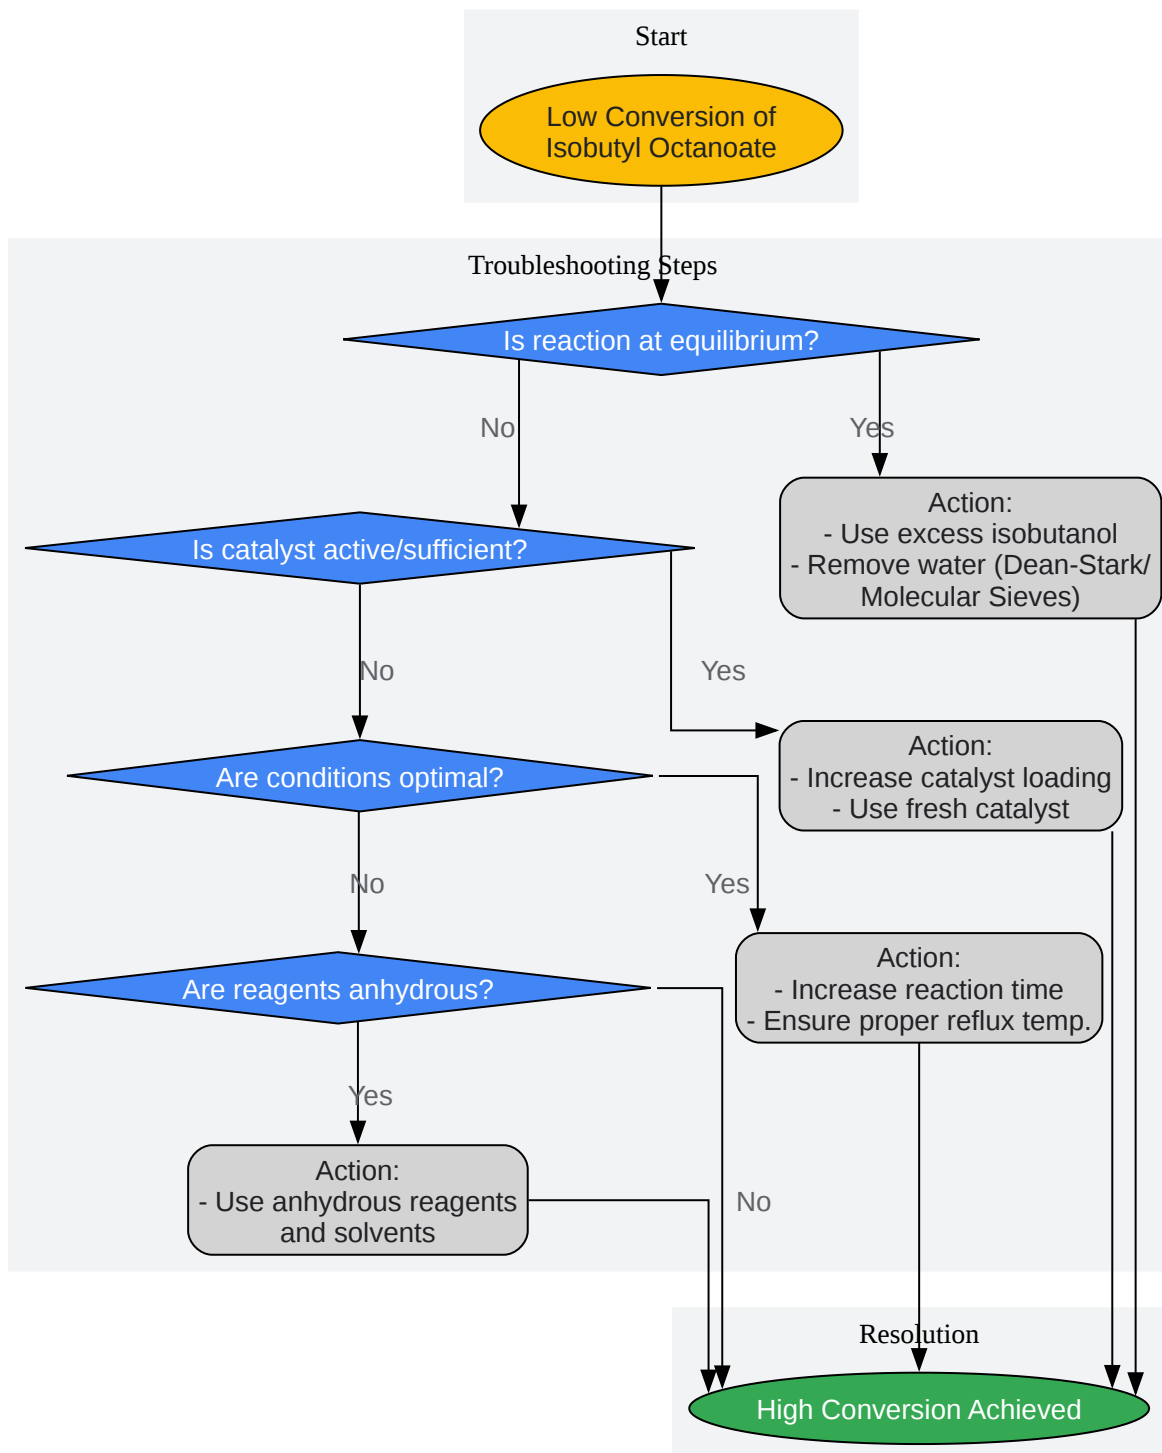 Start
Low Conversion of
Isobutyl Octanoate
Troubleshooting Steps
Is reaction at equilibrium?
No
Yes
Action:
- Use excess isobutanol
- Remove water (Dean-Stark/
Molecular Sieves)
Is catalyst active/sufficient?
No
Yes
Action:
- Increase catalyst loading
- Use fresh catalyst
Are conditions optimal?
No
Yes
Action:
- Increase reaction time
- Ensure proper reflux temp.
Are reagents anhydrous?
Yes
Action:
- Use anhydrous reagents
and solvents
No
Resolution
High Conversion Achieved